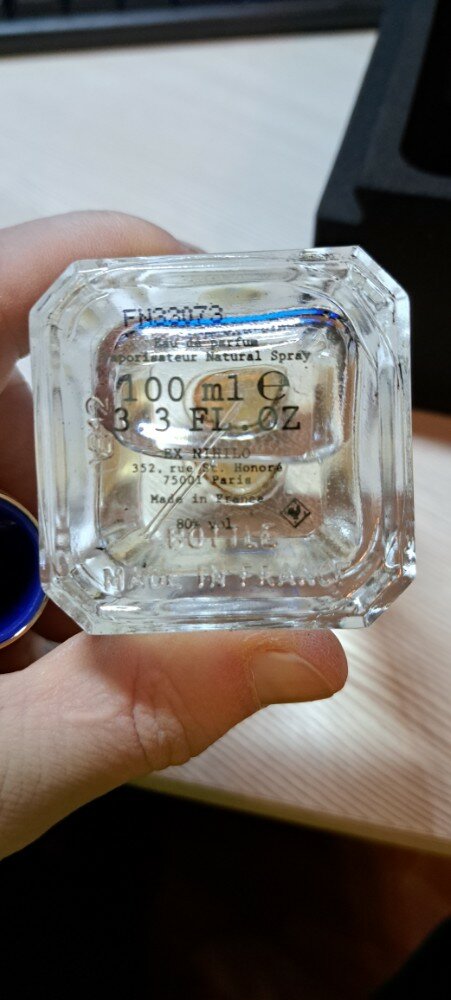 EN33073
Eau de parfum
Vaporisateur Natural Spray
100 ml e
3 3 FL.OZ
EX NIHILO
352, rue St. Honoré
75001 Paris
Made in France
80% vol
BOTTLE
MADE IN FRANCE